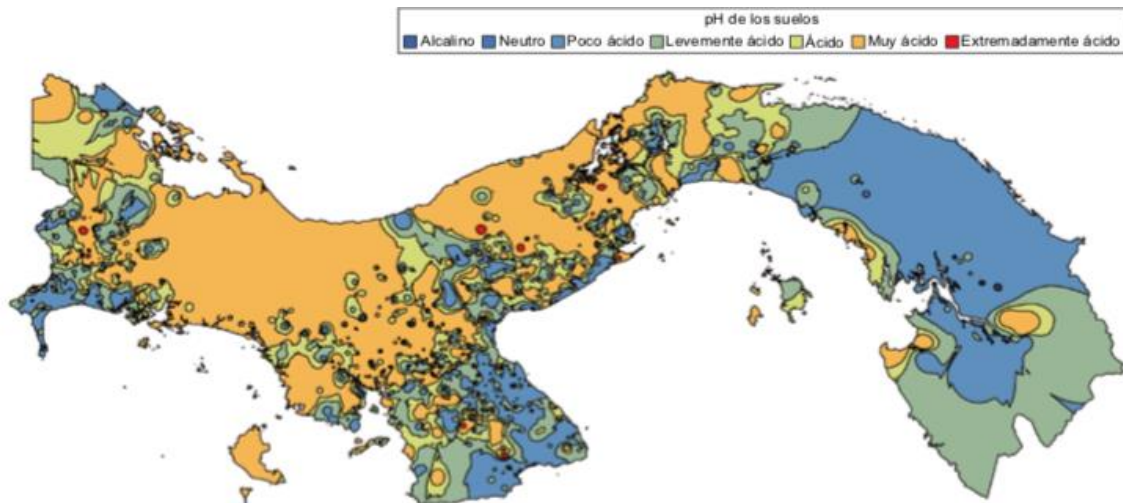 pH de los suelos
Alcalino Neutro Poco ácido Levemente ácido Ácido Muy ácido Extremadamente ácido